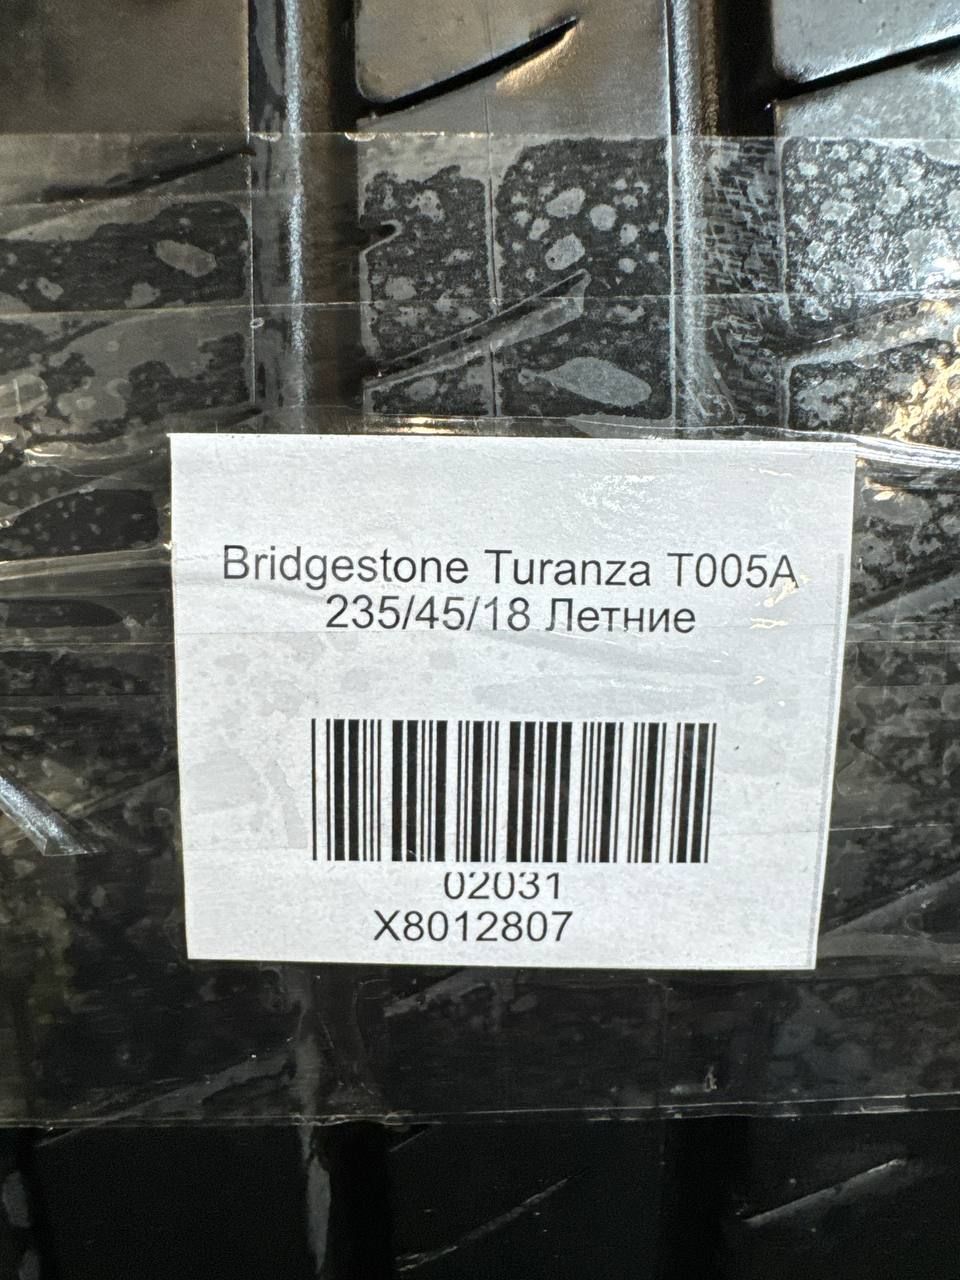 Bridgestone Turanza T005A
235/45/18 Летние
02031
X8012807